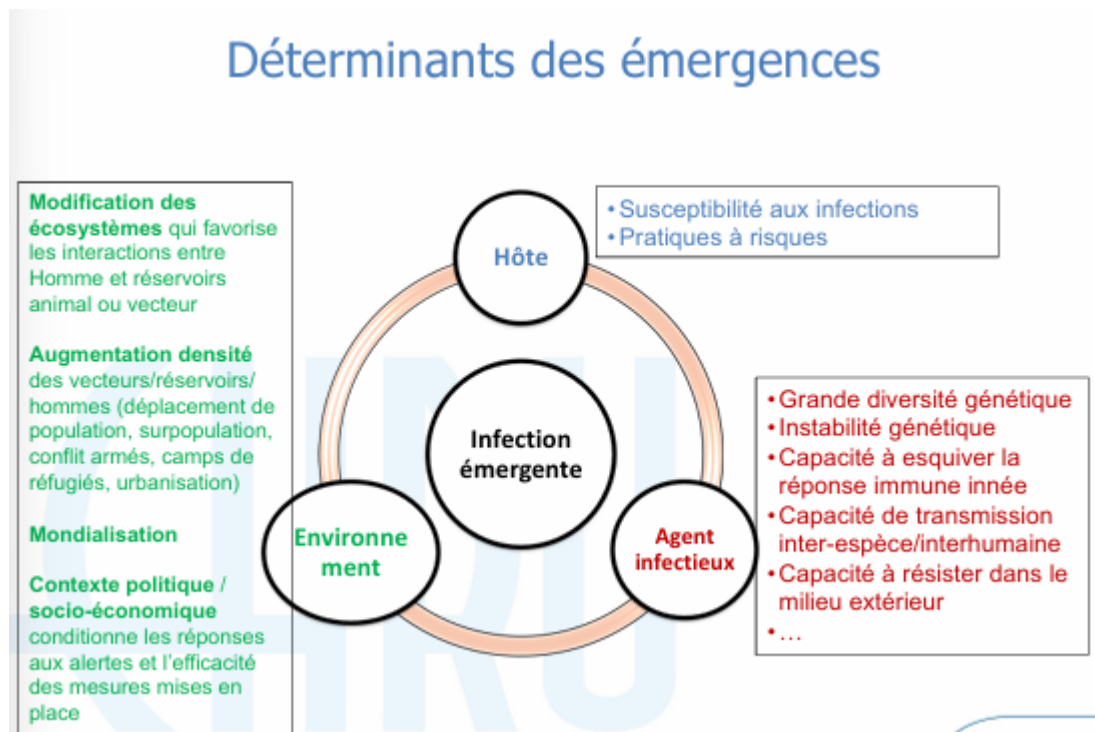 Déterminants des émergences
Modification des
écosystèmes qui favorise
les interactions entre
Homme et réservoirs
animal ou vecteur
Augmentation densité
des vecteurs/réservoirs/
hommes (déplacement de
population, surpopulation,
conflit armés, camps de
réfugiés, urbanisation)
Mondialisation
Contexte politique /
socio-économique
conditionne les réponses
aux alertes et l'efficacité
des mesures mises en
place
Hôte
• Susceptibilité aux infections
• Pratiques à risques
Infection
émergente
Environne
ment
Agent
infectieux
• Grande diversité génétique
• Instabilité génétique
• Capacité à esquiver la
réponse immune innée
• Capacité de transmission
inter-espèce/interhumaine
• Capacité à résister dans le
milieu extérieur
• …
CHRU